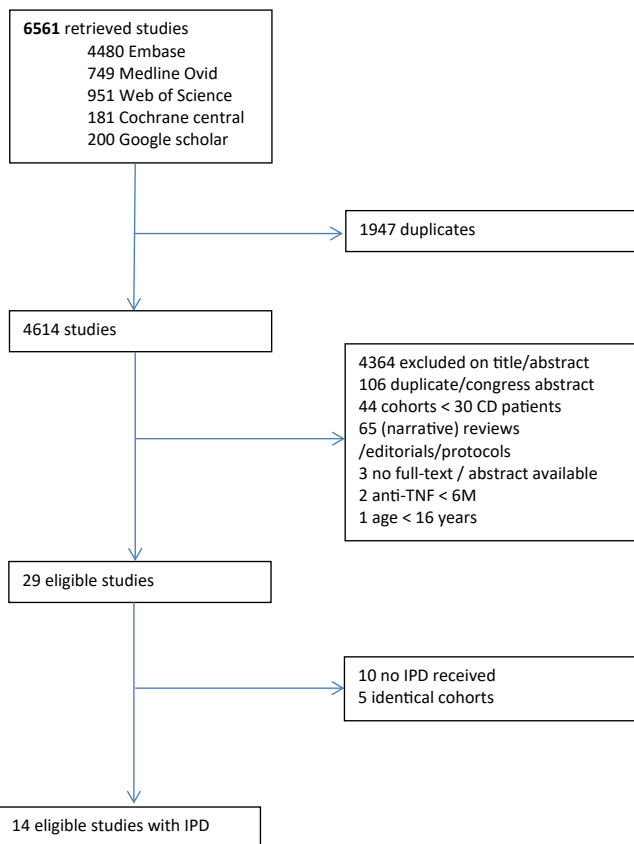 6561 retrieved studies
4480 Embase
749 Medline Ovid
951 Web of Science
181 Cochrane central
200 Google scholar
1947 duplicates
4614 studies
4364 excluded on title/abstract
106 duplicate/congress abstract
44 cohorts < 30 CD patients
65 (narrative) reviews
/editorials/protocols
3 no full-text / abstract available
2 anti-TNF < 6M
1 age < 16 years
29 eligible studies
10 no IPD received
5 identical cohorts
14 eligible studies with IPD